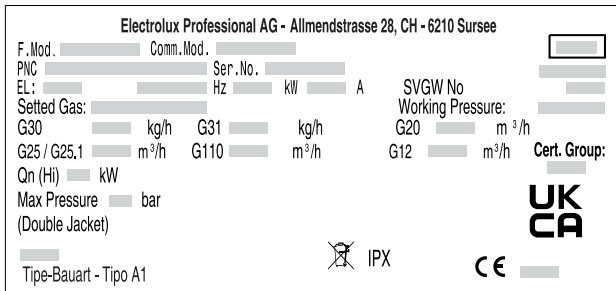 Electrolux Professional AG - Allmendstrasse 28, CH - 6210 Sursee
F.Mod. Comm.Mod.
PNC Ser.No.
EL: Hz kW A SVGW No
Setted Gas: Working Pressure:
G30 kg/h G31 kg/h G20 m³/h
G25 / G25.1 m³/h G110 m³/h G12 m³/h Cert. Group:
Qn (Hi) kW
Max Pressure bar
(Double Jacket)
UK
CA
IPX
CE
Tipe-Bauart - Tipo A1